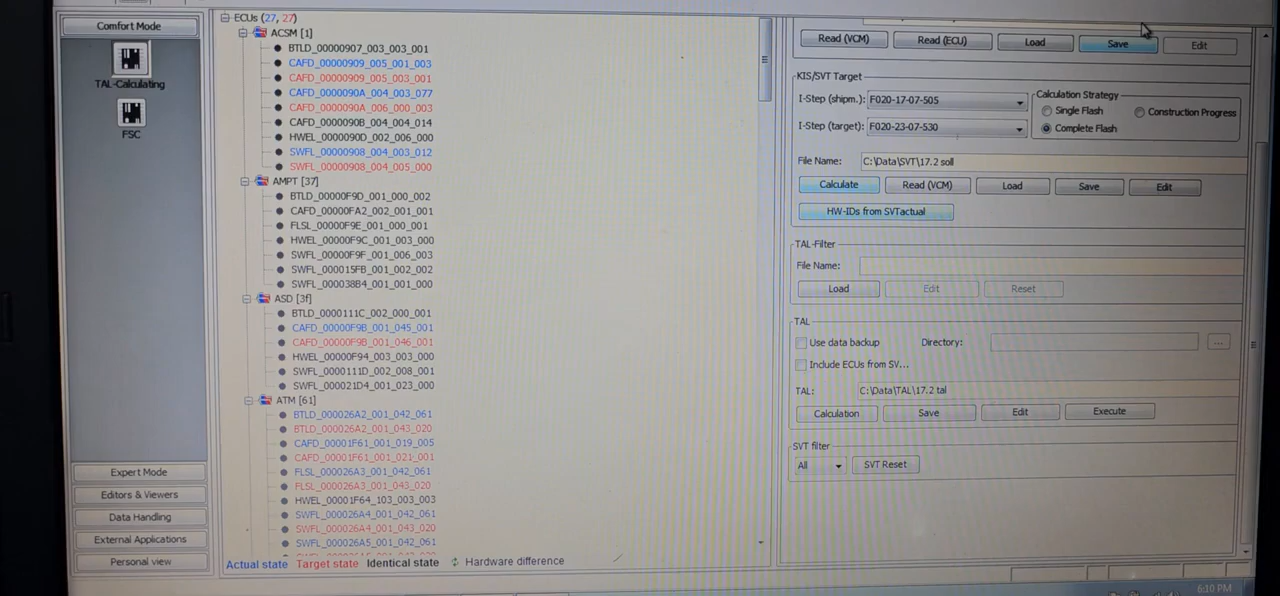 Comfort Mode
TAL-Calculating
FSC
Expert Mode
Editors & Viewers
Data Handling
External Applications
Personal view
ECUs (27, 27)
ACSM [1]
BTLD_00000907_003_003_001
CAFD_00000909_005_001_003
CAFD_00000909_005_003_001
CAFD_0000090A_004_003_077
CAFD_0000090A_006_000_003
CAFD_0000090B_004_004_014
HWEL_0000090D_002_006_000
SWFL_00000908_004_003_012
SWFL_00000908_004_005_000
AMPT [37]
BTLD_00000F9D_001_000_002
CAFD_00000FA2_002_001_001
FLSL_00000F9E_001_000_001
HWEL_00000F9C_001_003_000
SWFL_00000F9F_001_006_003
SWFL_000015FB_001_002_002
SWFL_000038B4_001_001_000
ASD [3f]
BTLD_0000111C_002_000_001
CAFD_00000F9B_001_045_001
CAFD_00000F9B_001_046_001
HWEL_00000F94_003_003_000
SWFL_0000111D_002_008_001
SWFL_000021D4_001_023_000
ATM [61]
BTLD_000026A2_001_042_061
BTLD_000026A2_001_043_020
CAFD_00001F61_001_019_005
CAFD_00001F61_001_021_001
FLSL_000026A3_001_042_061
FLSL_000026A3_001_043_020
HWEL_00001F64_103_003_003
SWFL_000026A4_001_042_061
SWFL_000026A4_001_043_020
SWFL_000026A5_001_042_061
Actual state Target state Identical state Hardware difference
Read (VCM) Read (ECU) Load Save Edit
KIS/SVT Target
I-Step (shipm.): F020-17-07-505
I-Step (target): F020-23-07-530
Calculation Strategy
Single Flash Construction Progress
Complete Flash
File Name: C:\Data\SVT\17.2 soll
Calculate Read (VCM) Load Save Edit
HW-IDs from SVTactual
TAL-Filter
File Name:
Load Edit Reset
TAL
Use data backup Directory: ...
Include ECUs from SV...
TAL: C:\Data\TAL\17.2 tal
Calculation Save Edit Execute
SVT filter
All SVT Reset
6:10 PM